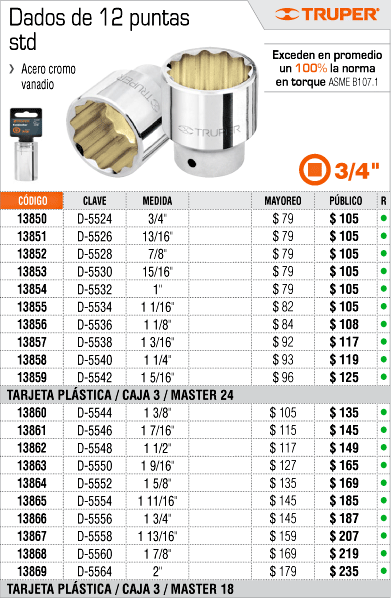 Dados de 12 puntas
std
TRUPER
Acero cromo
vanadio
Exceden en promedio
un 100% la norma
en torque ASME B107.1
TRUPER
3/4"
CÓDIGO CLAVE MEDIDA MAYOREO PÚBLICO R
13850 D-5524 3/4" $ 79 $ 105
13851 D-5526 13/16" $ 79 $ 105
13852 D-5528 7/8" $ 79 $ 105
13853 D-5530 15/16" $ 79 $ 105
13854 D-5532 1" $ 79 $ 105
13855 D-5534 1 1/16" $ 82 $ 105
13856 D-5536 1 1/8" $ 84 $ 108
13857 D-5538 1 3/16" $ 92 $ 117
13858 D-5540 1 1/4" $ 93 $ 119
13859 D-5542 1 5/16" $ 96 $ 125
TARJETA PLÁSTICA / CAJA 3 / MASTER 24
13860 D-5544 1 3/8" $ 105 $ 135
13861 D-5546 1 7/16" $ 115 $ 145
13862 D-5548 1 1/2" $ 117 $ 149
13863 D-5550 1 9/16" $ 127 $ 165
13864 D-5552 1 5/8" $ 135 $ 169
13865 D-5554 1 11/16" $ 145 $ 185
13866 D-5556 1 3/4" $ 145 $ 187
13867 D-5558 1 13/16" $ 159 $ 207
13868 D-5560 1 7/8" $ 169 $ 219
13869 D-5564 2" $ 179 $ 235
TARJETA PLÁSTICA / CAJA 3 / MASTER 18